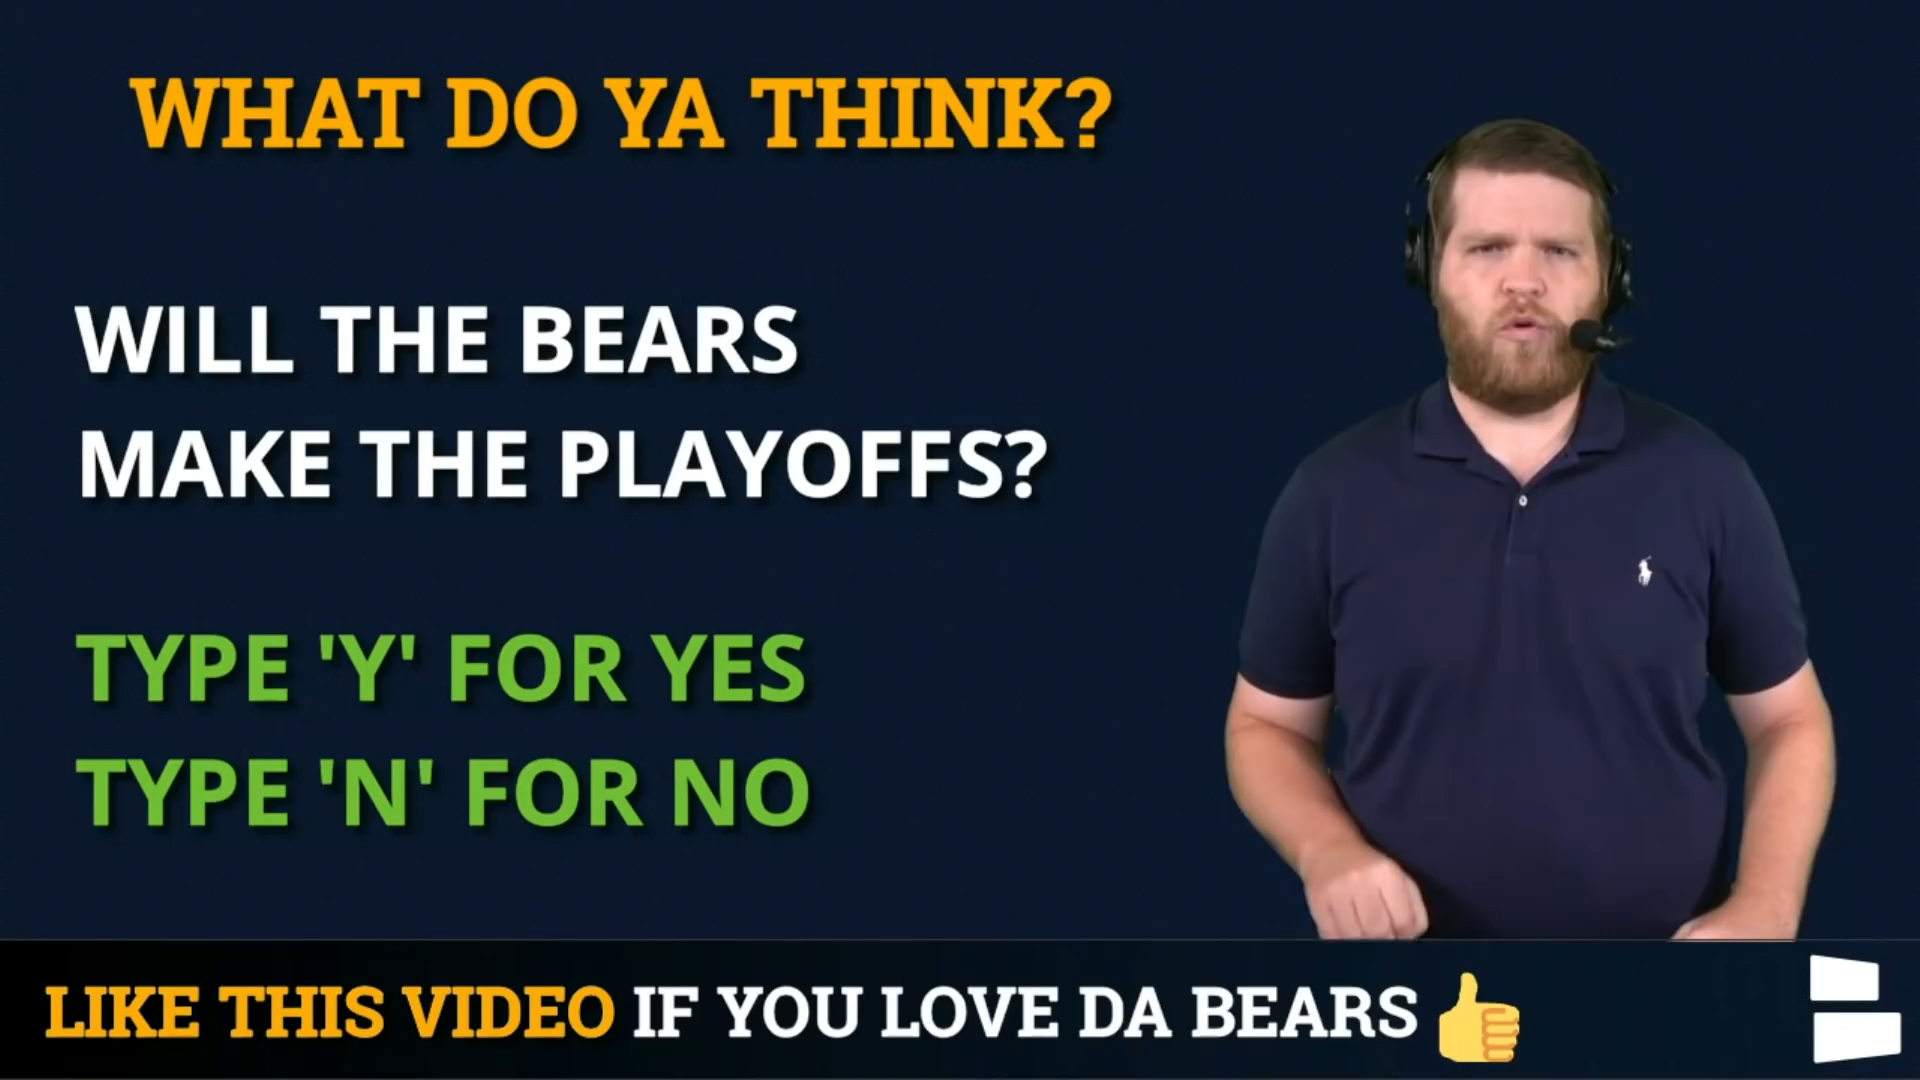 WHAT DO YA THINK?
WILL THE BEARS
MAKE THE PLAYOFFS?
TYPE 'Y' FOR YES
TYPE 'N' FOR NO
LIKE THIS VIDEO IF YOU LOVE DA BEARS